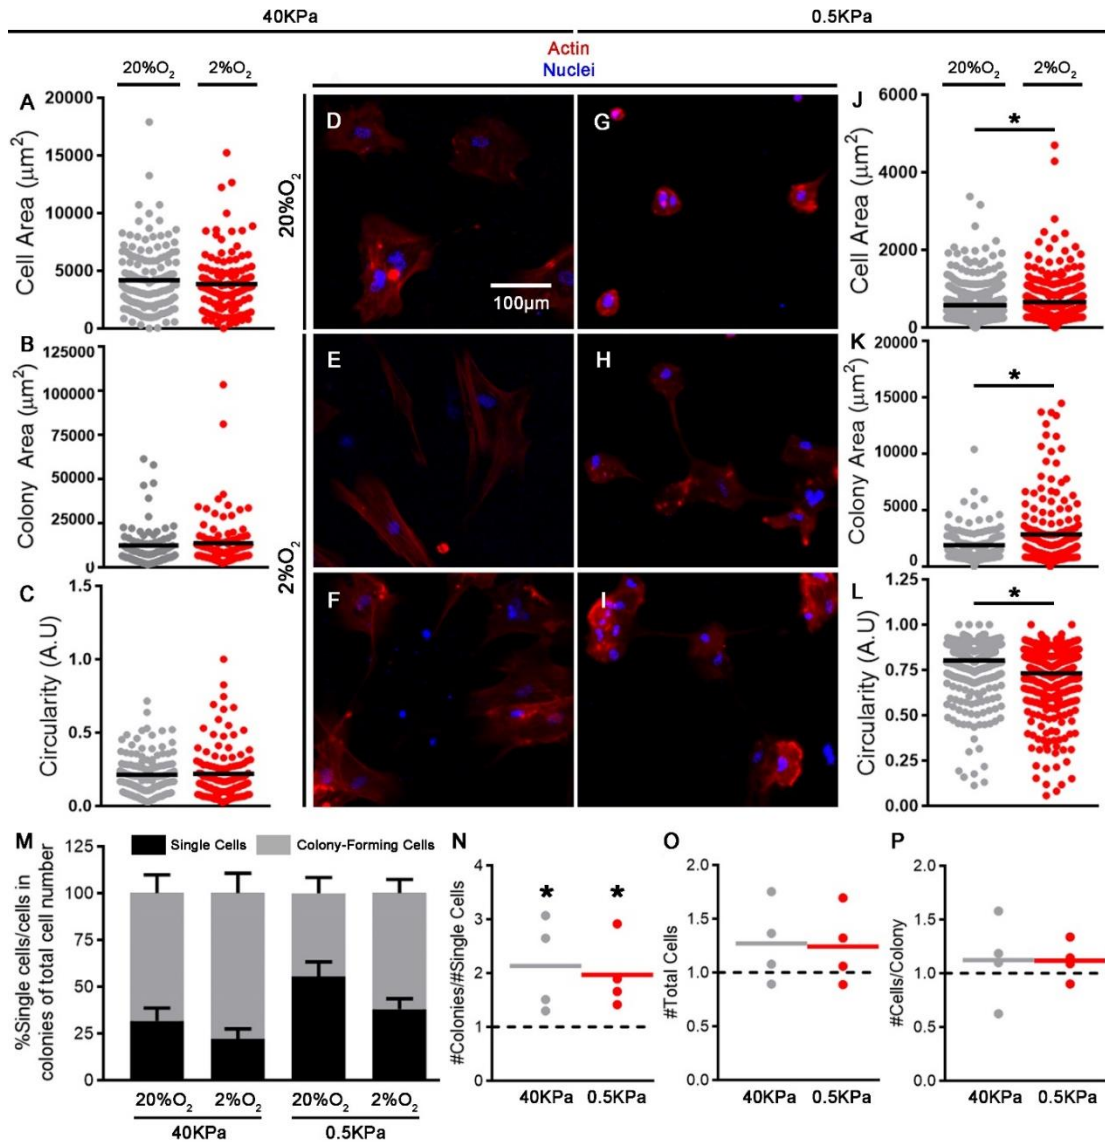 40KPa 0.5KPa
Actin
Nuclei
20%O2 2%O2
20%O2 2%O2
A
Cell Area (µm²)
20000
15000
10000
5000
0
B
Colony Area (µm²)
125000
100000
75000
50000
25000
0
C
Circularity (A.U)
1.5
1.0
0.5
0.0
20%O2
2%O2
D
100µm
G
E
H
F
I
J
*
Cell Area (µm²)
6000
4000
2000
0
K
*
Colony Area (µm²)
20000
15000
10000
5000
0
L
*
Circularity (A.U)
1.25
1.00
0.75
0.50
0.25
0.00
M
Single Cells Colony-Forming Cells
%Single cells/cells in
colonies of total cell number
125
100
75
50
25
0
20%O2 2%O2 20%O2 2%O2
40KPa 0.5KPa
N
* *
#Colonies/#Single Cells
4
3
2
1
0
40KPa 0.5KPa
O
#Total Cells
2.0
1.5
1.0
0.5
0.0
40KPa 0.5KPa
P
#Cells/Colony
2.0
1.5
1.0
0.5
0.0
40KPa 0.5KPa